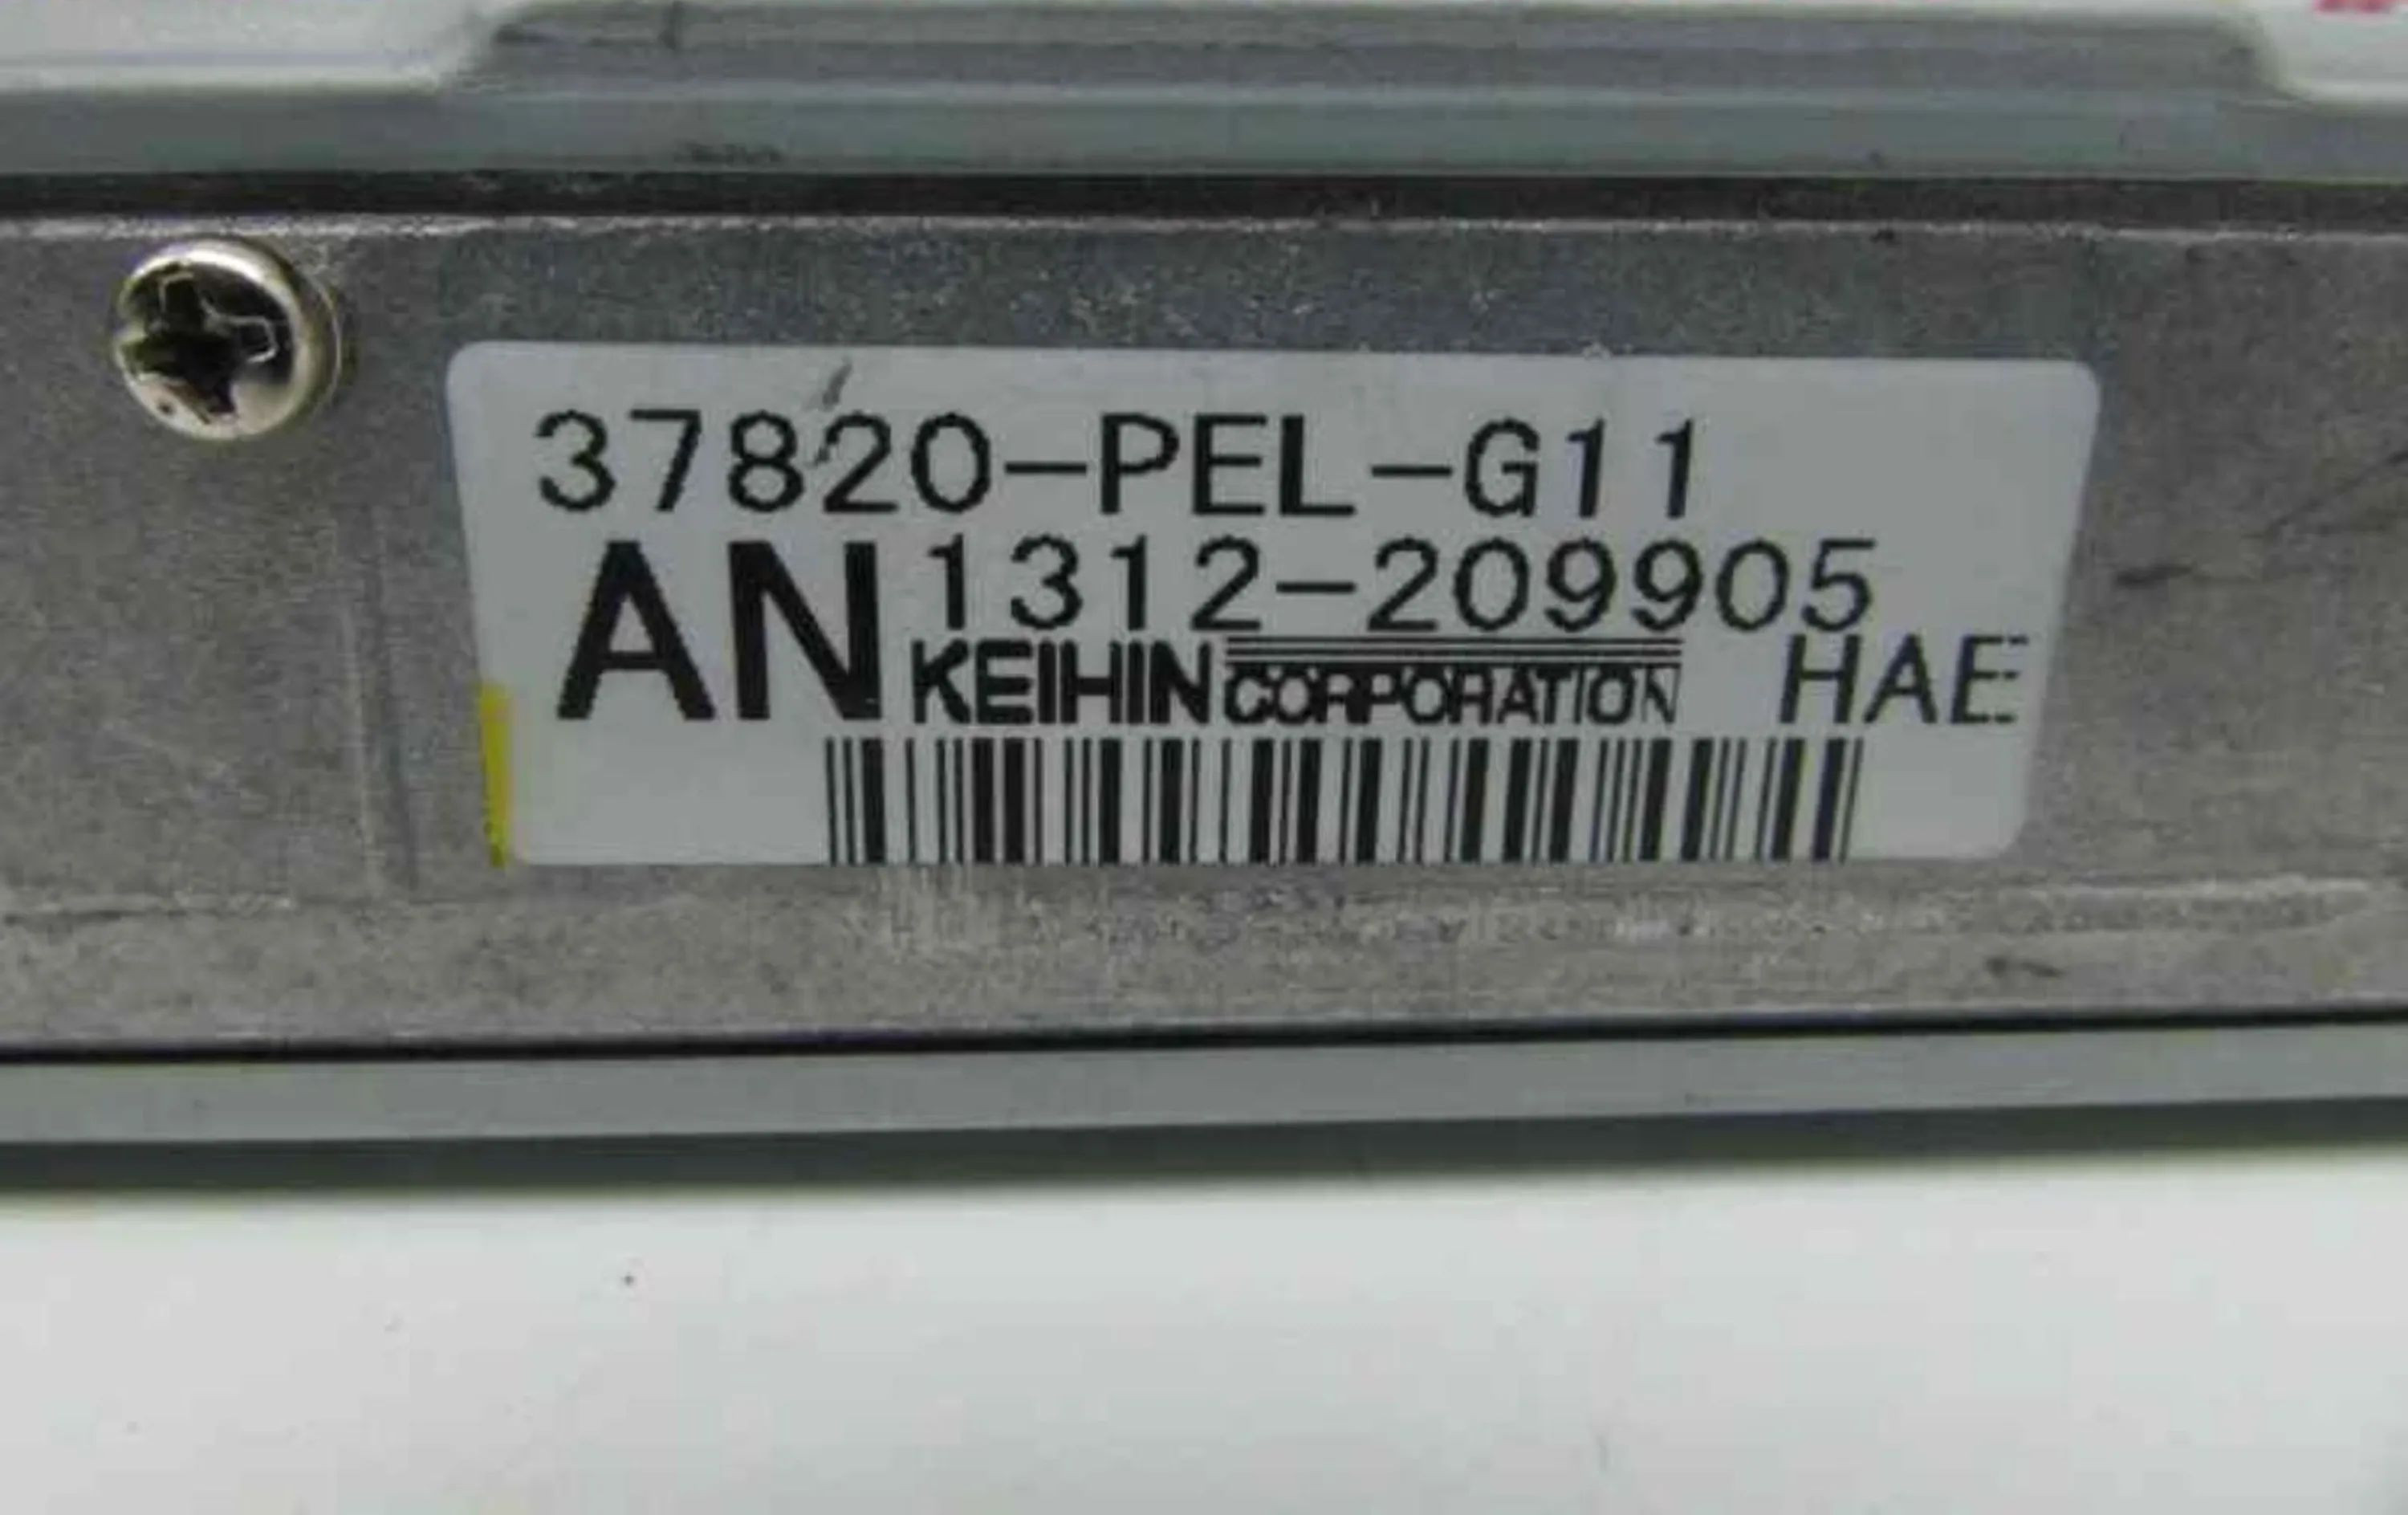 37820-PEL-G11
AN 1312-209905
KEIHIN CORPORATION HAE